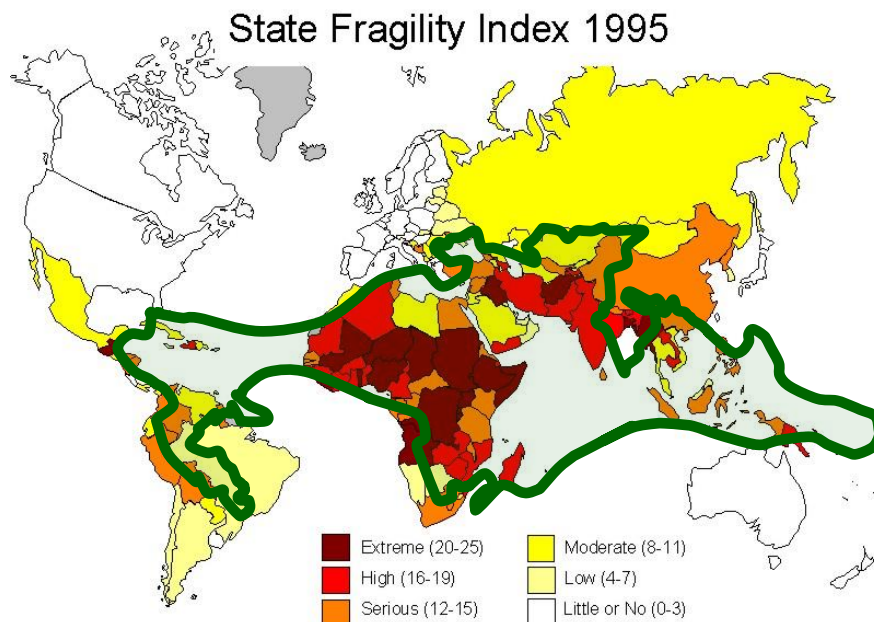 State Fragility Index 1995
Extreme (20-25)
High (16-19)
Serious (12-15)
Moderate (8-11)
Low (4-7)
Little or No (0-3)